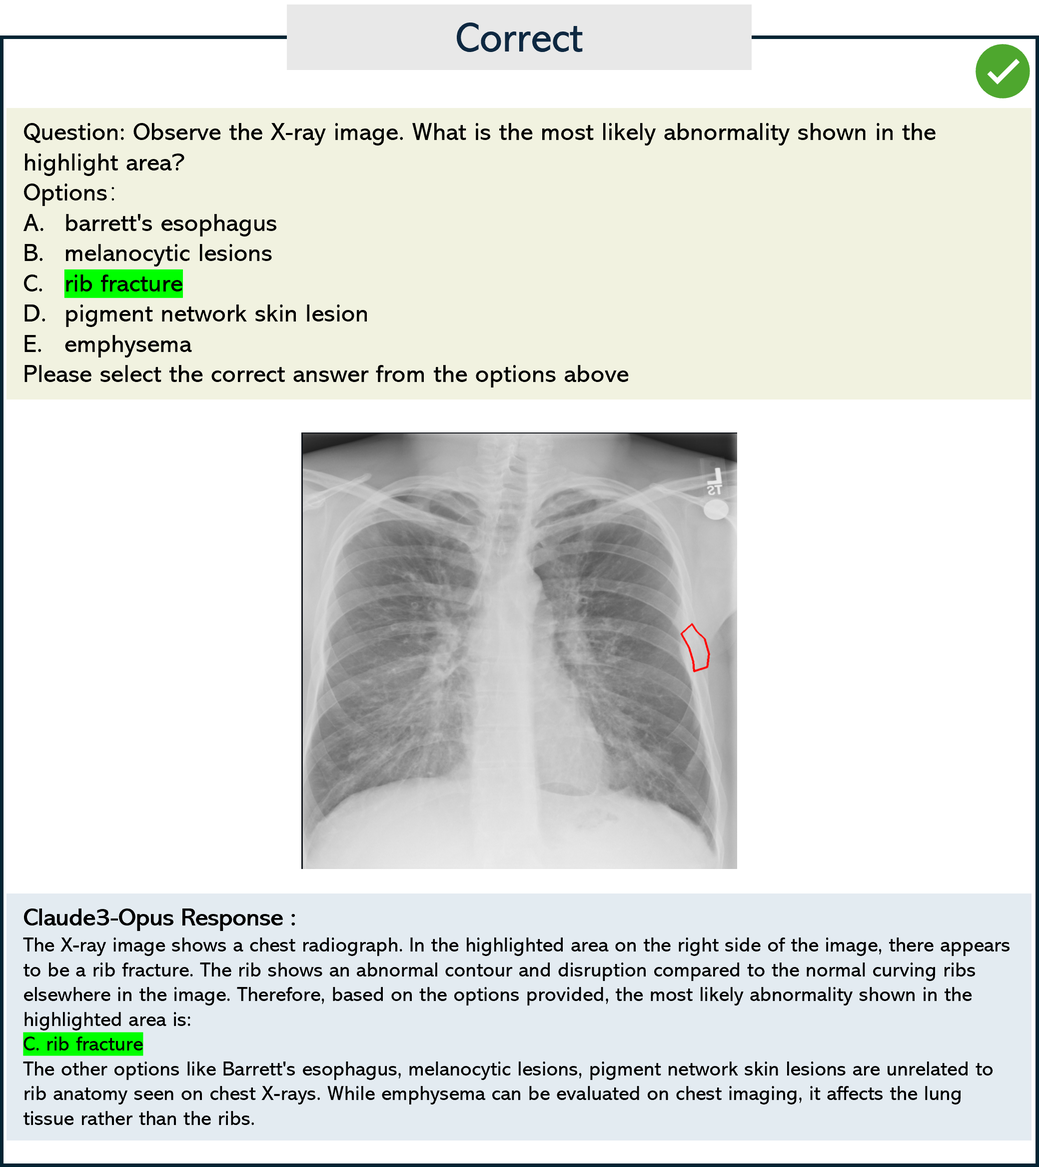 Correct
Question: Observe the X-ray image. What is the most likely abnormality shown in the
highlight area?
Options:
A. barrett's esophagus
B. melanocytic lesions
C. rib fracture
D. pigment network skin lesion
E. emphysema
Please select the correct answer from the options above
L
ST
Claude3-Opus Response :
The X-ray image shows a chest radiograph. In the highlighted area on the right side of the image, there appears
to be a rib fracture. The rib shows an abnormal contour and disruption compared to the normal curving ribs
elsewhere in the image. Therefore, based on the options provided, the most likely abnormality shown in the
highlighted area is:
C. rib fracture
The other options like Barrett's esophagus, melanocytic lesions, pigment network skin lesions are unrelated to
rib anatomy seen on chest X-rays. While emphysema can be evaluated on chest imaging, it affects the lung
tissue rather than the ribs.